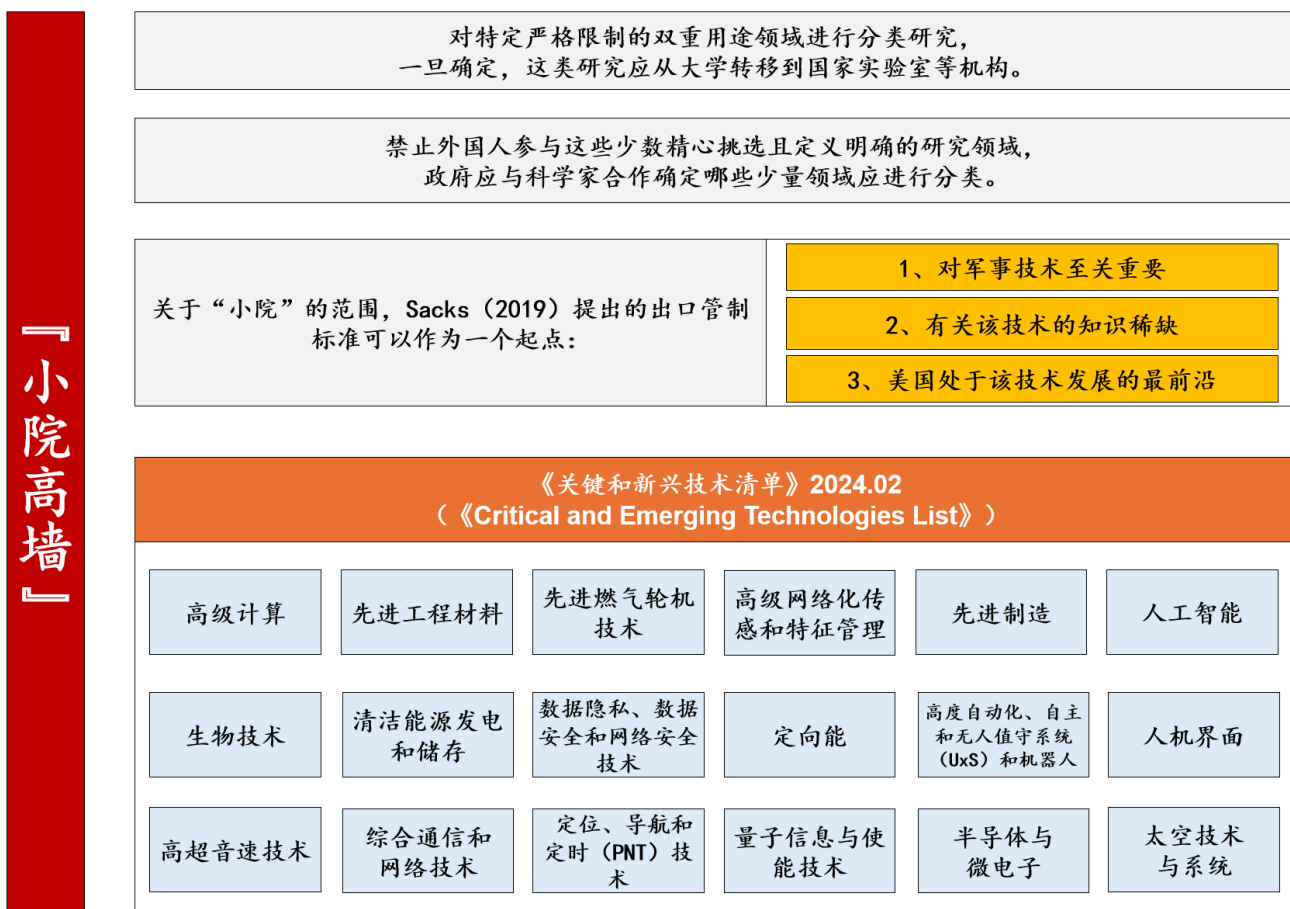 『小院高墙』
对特定严格限制的双重用途领域进行分类研究，
一旦确定，这类研究应从大学转移到国家实验室等机构。
禁止外国人参与这些少数精心挑选且定义明确的研究领域，
政府应与科学家合作确定哪些少量领域应进行分类。
关于“小院”的范围，Sacks（2019）提出的出口管制
标准可以作为一个起点：
1、对军事技术至关重要
2、有关该技术的知识稀缺
3、美国处于该技术发展的最前沿
《关键和新兴技术清单》2024.02
（《Critical and Emerging Technologies List》）
高级计算
先进工程材料
先进燃气轮机
技术
高级网络化传
感和特征管理
先进制造
人工智能
生物技术
清洁能源发电
和储存
数据隐私、数据
安全和网络安全
技术
定向能
高度自动化、自主
和无人值守系统
（UxS）和机器人
人机界面
高超音速技术
综合通信和
网络技术
定位、导航和
定时（PNT）技
术
量子信息与使
能技术
半导体与
微电子
太空技术
与系统